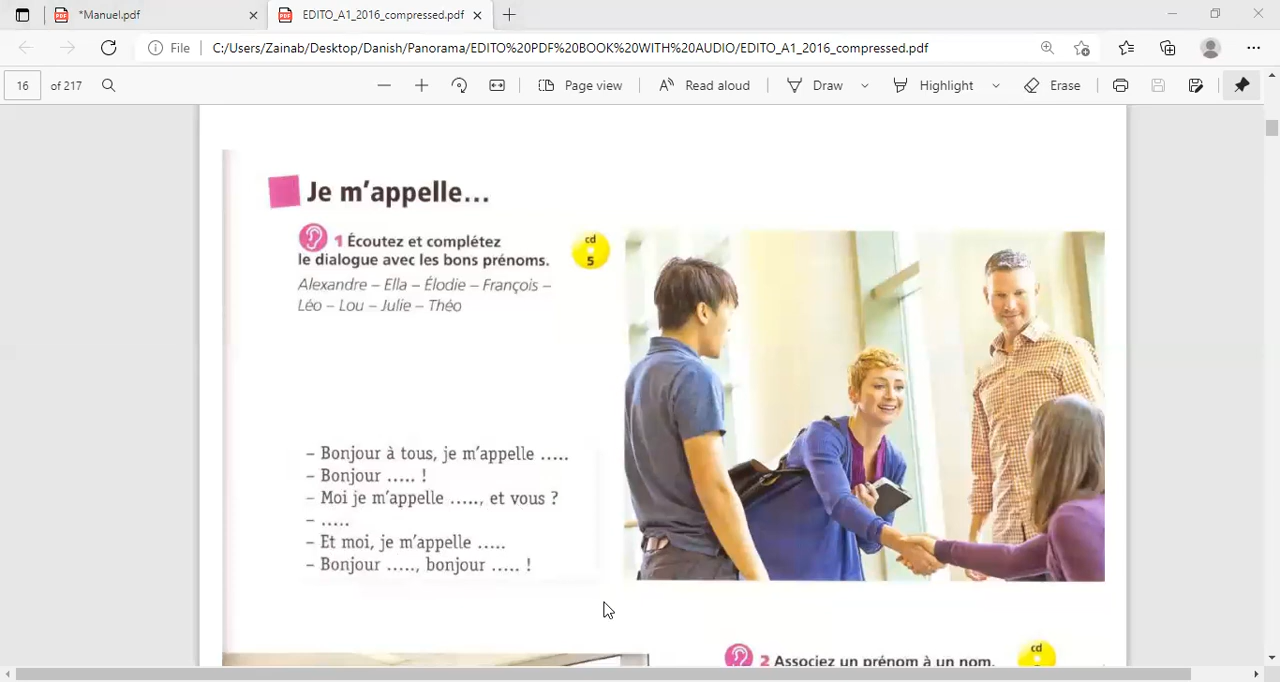 *Manuel.pdf
EDITO_A1_2016_compressed.pdf
File
C:/Users/Zainab/Desktop/Danish/Panorama/EDITO%20PDF%20BOOK%20WITH%20AUDIO/EDITO_A1_2016_compressed.pdf
16 of 217
Page view
Read aloud
Draw
Highlight
Erase
Je m'appelle...
1 Écoutez et complétez
le dialogue avec les bons prénoms.
cd
5
Alexandre – Ella – Élodie – François –
Léo – Lou – Julie – Théo
– Bonjour à tous, je m'appelle .....
– Bonjour ..... !
– Moi je m'appelle ....., et vous ?
– .....
– Et moi, je m'appelle .....
– Bonjour ....., bonjour ..... !
2 Associez un prénom à un nom.
cd